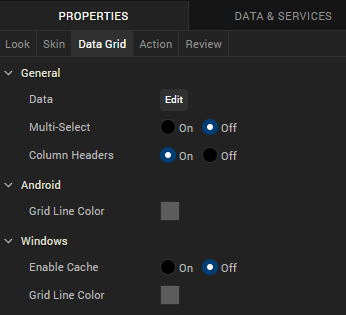 PROPERTIES DATA & SERVICES
Look Skin Data Grid Action Review
General
Data Edit
Multi-Select On Off
Column Headers On Off
Android
Grid Line Color
Windows
Enable Cache On Off
Grid Line Color